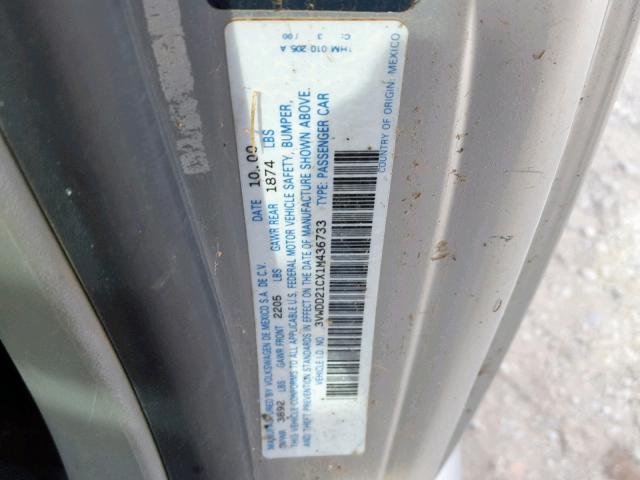 MANUFACTURED BY VOLKSWAGEN DE MEXICO S.A. DE C.V. DATE 10.00
GVWR 3892 LBS GAWR FRONT 2205 LBS GAWR REAR 1874 LBS
THIS VEHICLE CONFORMS TO ALL APPLICABLE U.S. FEDERAL MOTOR VEHICLE SAFETY, BUMPER,
AND THEFT PREVENTION STANDARDS IN EFFECT ON THE DATE OF MANUFACTURE SHOWN ABOVE.
VEHICLE I.D. NO. 3VWDD21CX1M436733 TYPE: PASSENGER CAR
COUNTRY OF ORIGIN: MEXICO
1HM 010 205 A